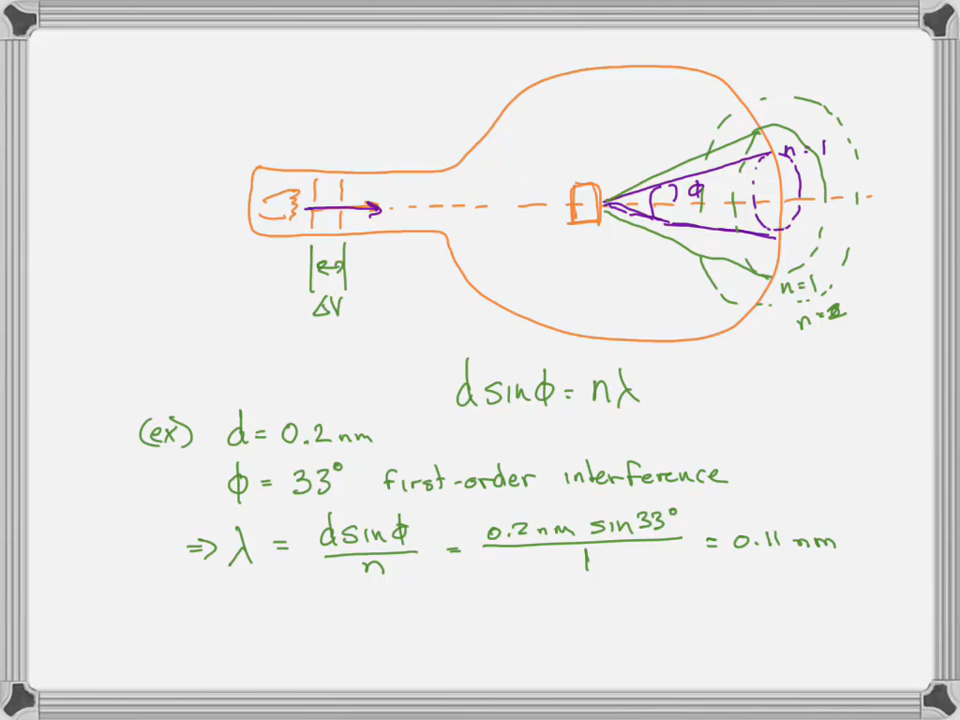 n = 1
ϕ
n = 1
n = 2
ΔV
d sin ϕ = nλ
(ex) d = 0.2 nm
ϕ = 33° first-order interference
⇒ λ = d sin ϕ / n = 0.2 nm sin 33° / 1 = 0.11 nm